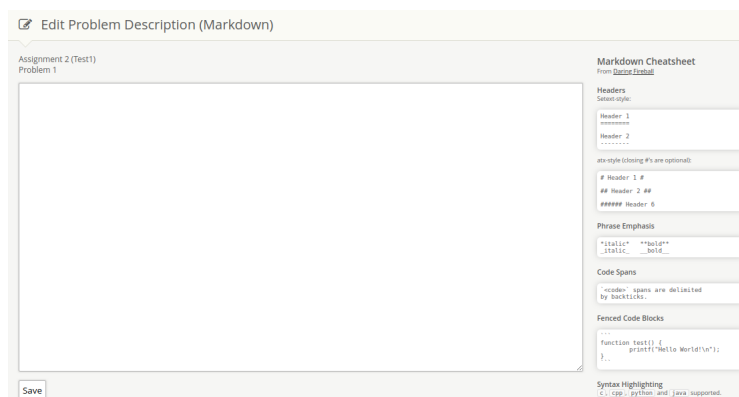 Edit Problem Description (Markdown)
Assignment 2 (Test1)
Problem 1
Save
Markdown Cheatsheet
From Daring Fireball
Headers
Setext-style:
Header 1
========
Header 2
--------
atx-style (closing #'s are optional):
# Header 1 #
## Header 2 ##
###### Header 6
Phrase Emphasis
*italic*   **bold**
_italic_   __bold__
Code Spans
`<code>` spans are delimited
by backticks.
Fenced Code Blocks
```
function test() {
        printf("Hello World!\n");
}
```
Syntax Highlighting
c, cpp, python and java supported.